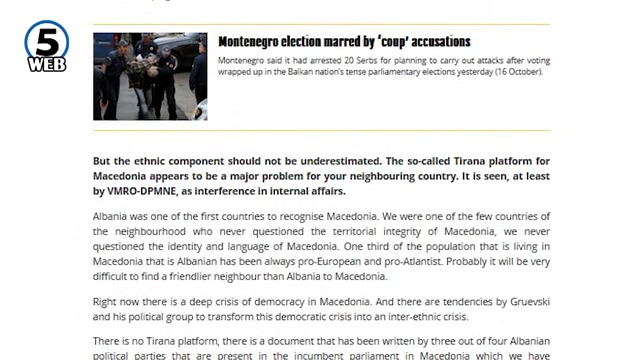 5
WEB
Montenegro election marred by 'coup' accusations
Montenegro said it had arrested 20 Serbs for planning to carry out attacks after voting
wrapped up in the Balkan nation's tense parliamentary elections yesterday (16 October).
But the ethnic component should not be underestimated. The so-called Tirana platform for
Macedonia appears to be a major problem for your neighbouring country. It is seen, at least
by VMRO-DPMNE, as interference in internal affairs.
Albania was one of the first countries to recognise Macedonia. We were one of the few countries of
the neighbourhood who never questioned the territorial integrity of Macedonia, we never
questioned the identity and language of Macedonia. One third of the population that is living in
Macedonia that is Albanian has been always pro-European and pro-Atlantist. Probably it will be very
difficult to find a friendlier neighbour than Albania to Macedonia.
Right now there is a deep crisis of democracy in Macedonia. And there are tendencies by Gruevski
and his political group to transform this democratic crisis into an inter-ethnic crisis.
There is no Tirana platform, there is a document that has been written by three out of four Albanian
political parties that are present in the incumbent parliament in Macedonia which we have